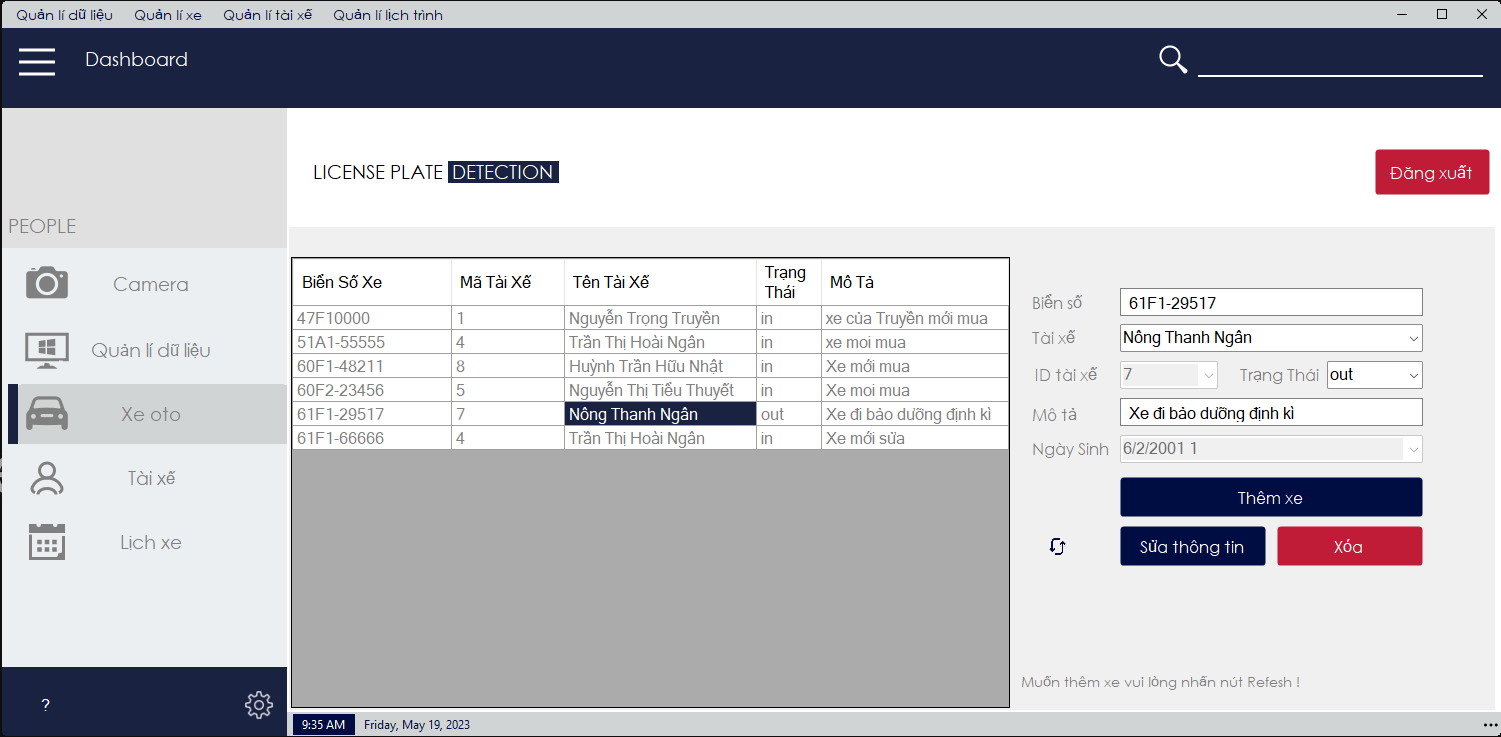 Quản lí dữ liệu Quản lí xe Quản lí tài xế Quản lí lịch trình
Dashboard
LICENSE PLATE DETECTION
Đăng xuất
PEOPLE
Camera
Quản lí dữ liệu
Xe oto
Tài xế
Lịch xe
?
Biển Số Xe Mã Tài Xế Tên Tài Xế Trạng Thái Mô Tả
47F10000 1 Nguyễn Trọng Truyền in xe của Truyền mới mua
51A1-55555 4 Trần Thị Hoài Ngân in xe moi mua
60F1-48211 8 Huỳnh Trần Hữu Nhật in Xe mới mua
60F2-23456 5 Nguyễn Thị Tiểu Thuyết in Xe moi mua
61F1-29517 7 Nông Thanh Ngân out Xe đi bảo dưỡng định kì
61F1-66666 4 Trần Thị Hoài Ngân in Xe mới sửa
Biển số 61F1-29517
Tài xế Nông Thanh Ngân
ID tài xế 7 Trạng Thái out
Mô tả Xe đi bảo dưỡng định kì
Ngày Sinh 6/2/2001 1
Thêm xe
Sửa thông tin Xóa
Muốn thêm xe vui lòng nhấn nút Refesh !
9:35 AM Friday, May 19, 2023